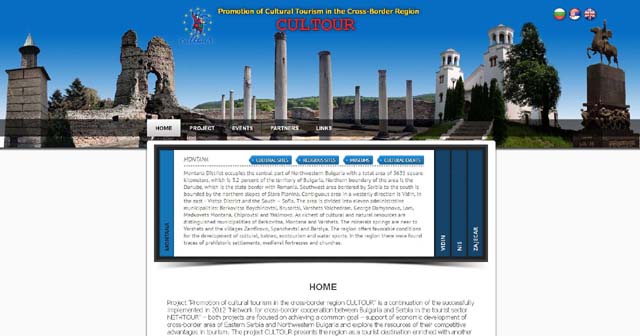 Promotion of Cultural Tourism in the Cross-Border Region
CULTOUR
HOME PROJECT EVENTS PARTNERS LINKS
MONTANA
CULTURAL SITES RELIGIOUS SITES MUSEUMS CULTURAL EVENTS
Montana District occupies the central part of Northwestern Bulgaria with a total area of 3635 square
kilometers, which is 3.2 percent of the territory of Bulgaria. Northern boundary of the area is the
Danube, which is the state border with Romania. Southwest area bordered by Serbia to the south is
bounded by the northern slopes of Stara Planina. Contiguous area in a westerly direction is Vidin, in
the east - Vratsa District and the South - Sofia. The area is divided into eleven administrative
municipalities: Berkovitsa Boychinovtsi, Brusartsi, Varshets Valchedram, George Damyanovo, Lom,
Medkovets Montana, Chiprovtsi and Yakimovo. As richest of cultural and natural resources are
distinguished municipalities of Berkovitsa, Montana and Varshets. The minerals springs are near to
Varshets and the villages Zanifirovo, Spanchevtsi and Barziya. The region offers favorable conditions
for the development of cultural, balneo, ecotourism and water sports. In the region there were found
traces of prehistoric settlements, medieval fortresses and churches.
MONTANA
VIDIN
NIS
ZAJECAR
HOME
Project "Promotion of cultural tourism in the cross-border region CULTOUR" is a continuation of the successfully
implemented in 2012 "Network for cross-border cooperation between Bulgaria and Serbia in the tourist sector
NETHTOUR" - both projects are focused on achieving a common goal - support of economic development of
cross-border area of Eastern Serbia and Northwestern Bulgaria and explore the resources of their competitive
advantages in tourism. The project CULTOUR presents the region as a tourist destination enriched with another